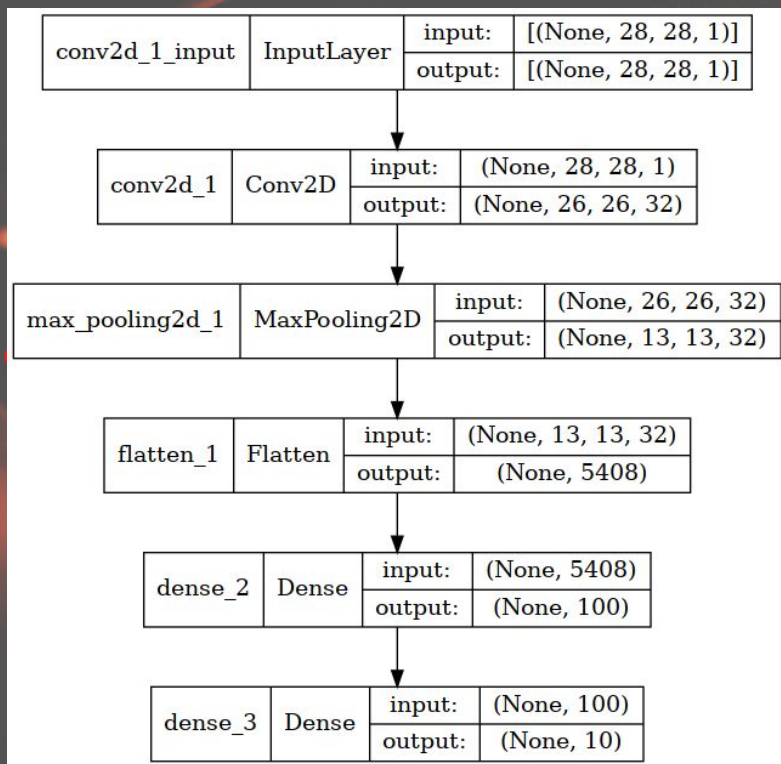 conv2d_1_input InputLayer input: [(None, 28, 28, 1)]
output: [(None, 28, 28, 1)]
conv2d_1 Conv2D input: (None, 28, 28, 1)
output: (None, 26, 26, 32)
max_pooling2d_1 MaxPooling2D input: (None, 26, 26, 32)
output: (None, 13, 13, 32)
flatten_1 Flatten input: (None, 13, 13, 32)
output: (None, 5408)
dense_2 Dense input: (None, 5408)
output: (None, 100)
dense_3 Dense input: (None, 100)
output: (None, 10)